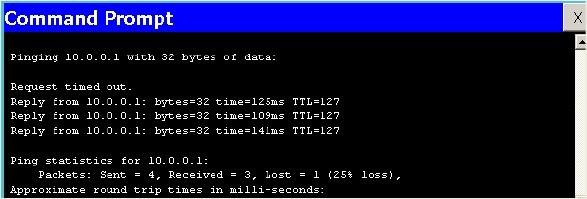 Command Prompt
X
Pinging 10.0.0.1 with 32 bytes of data:
Request timed out.
Reply from 10.0.0.1: bytes=32 time=125ms TTL=127
Reply from 10.0.0.1: bytes=32 time=109ms TTL=127
Reply from 10.0.0.1: bytes=32 time=141ms TTL=127
Ping statistics for 10.0.0.1:
Packets: Sent = 4, Received = 3, Lost = 1 (25% loss),
Approximate round trip times in milli-seconds: